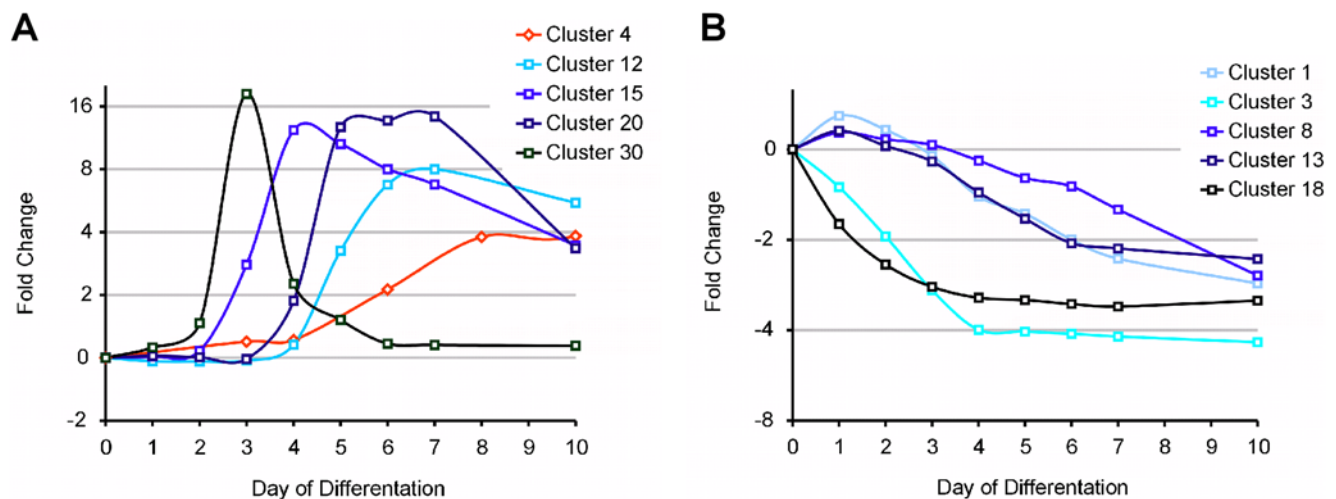 A
Cluster 4
Cluster 12
Cluster 15
Cluster 20
Cluster 30
16
8
4
2
0
-2
Fold Change
0 1 2 3 4 5 6 7 8 9 10
Day of Differentation
B
Cluster 1
Cluster 3
Cluster 8
Cluster 13
Cluster 18
0
-2
-4
-8
Fold Change
0 1 2 3 4 5 6 7 8 9 10
Day of Differentation